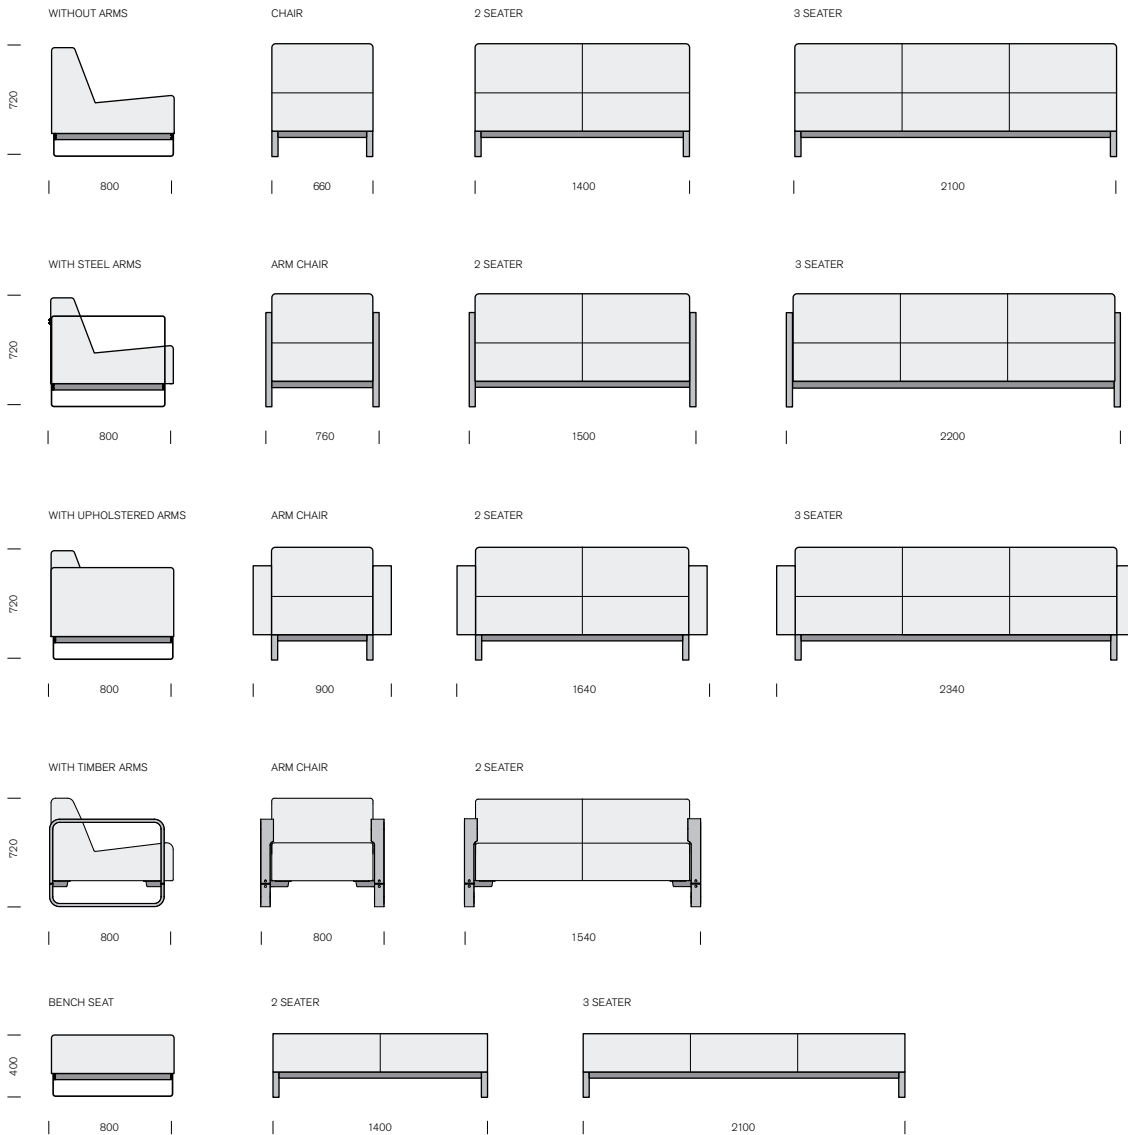 WITHOUT ARMS CHAIR 2 SEATER 3 SEATER
720
800 660 1400 2100
WITH STEEL ARMS ARM CHAIR 2 SEATER 3 SEATER
720
800 760 1500 2200
WITH UPHOLSTERED ARMS ARM CHAIR 2 SEATER 3 SEATER
720
800 900 1640 2340
WITH TIMBER ARMS ARM CHAIR 2 SEATER
720
800 800 1540
BENCH SEAT 2 SEATER 3 SEATER
400
800 1400 2100